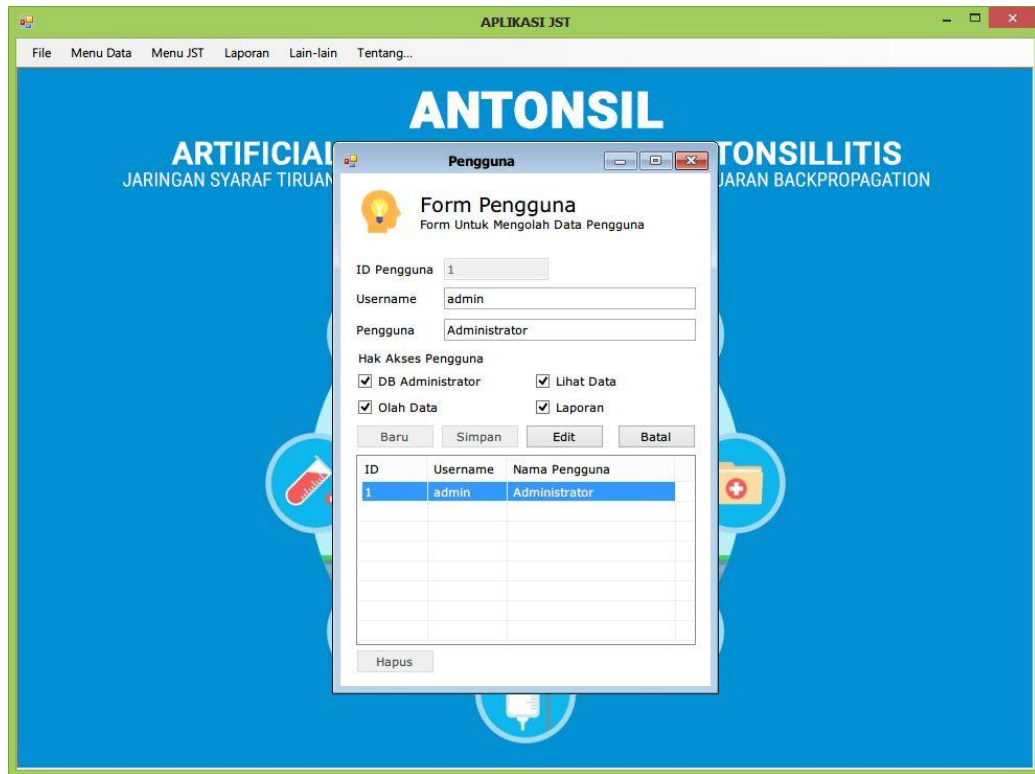 APLIKASI JST
File Menu Data Menu JST Laporan Lain-lain Tentang...
ANTONSIL
ARTIFICIAL TONSILLITIS
JARINGAN SYARAF TIRUAN JARAN BACKPROPAGATION
Pengguna
Form Pengguna
Form Untuk Mengolah Data Pengguna
ID Pengguna 1
Username admin
Pengguna Administrator
Hak Akses Pengguna
DB Administrator Lihat Data
Olah Data Laporan
Baru Simpan Edit Batal
ID Username Nama Pengguna
1 admin Administrator
Hapus